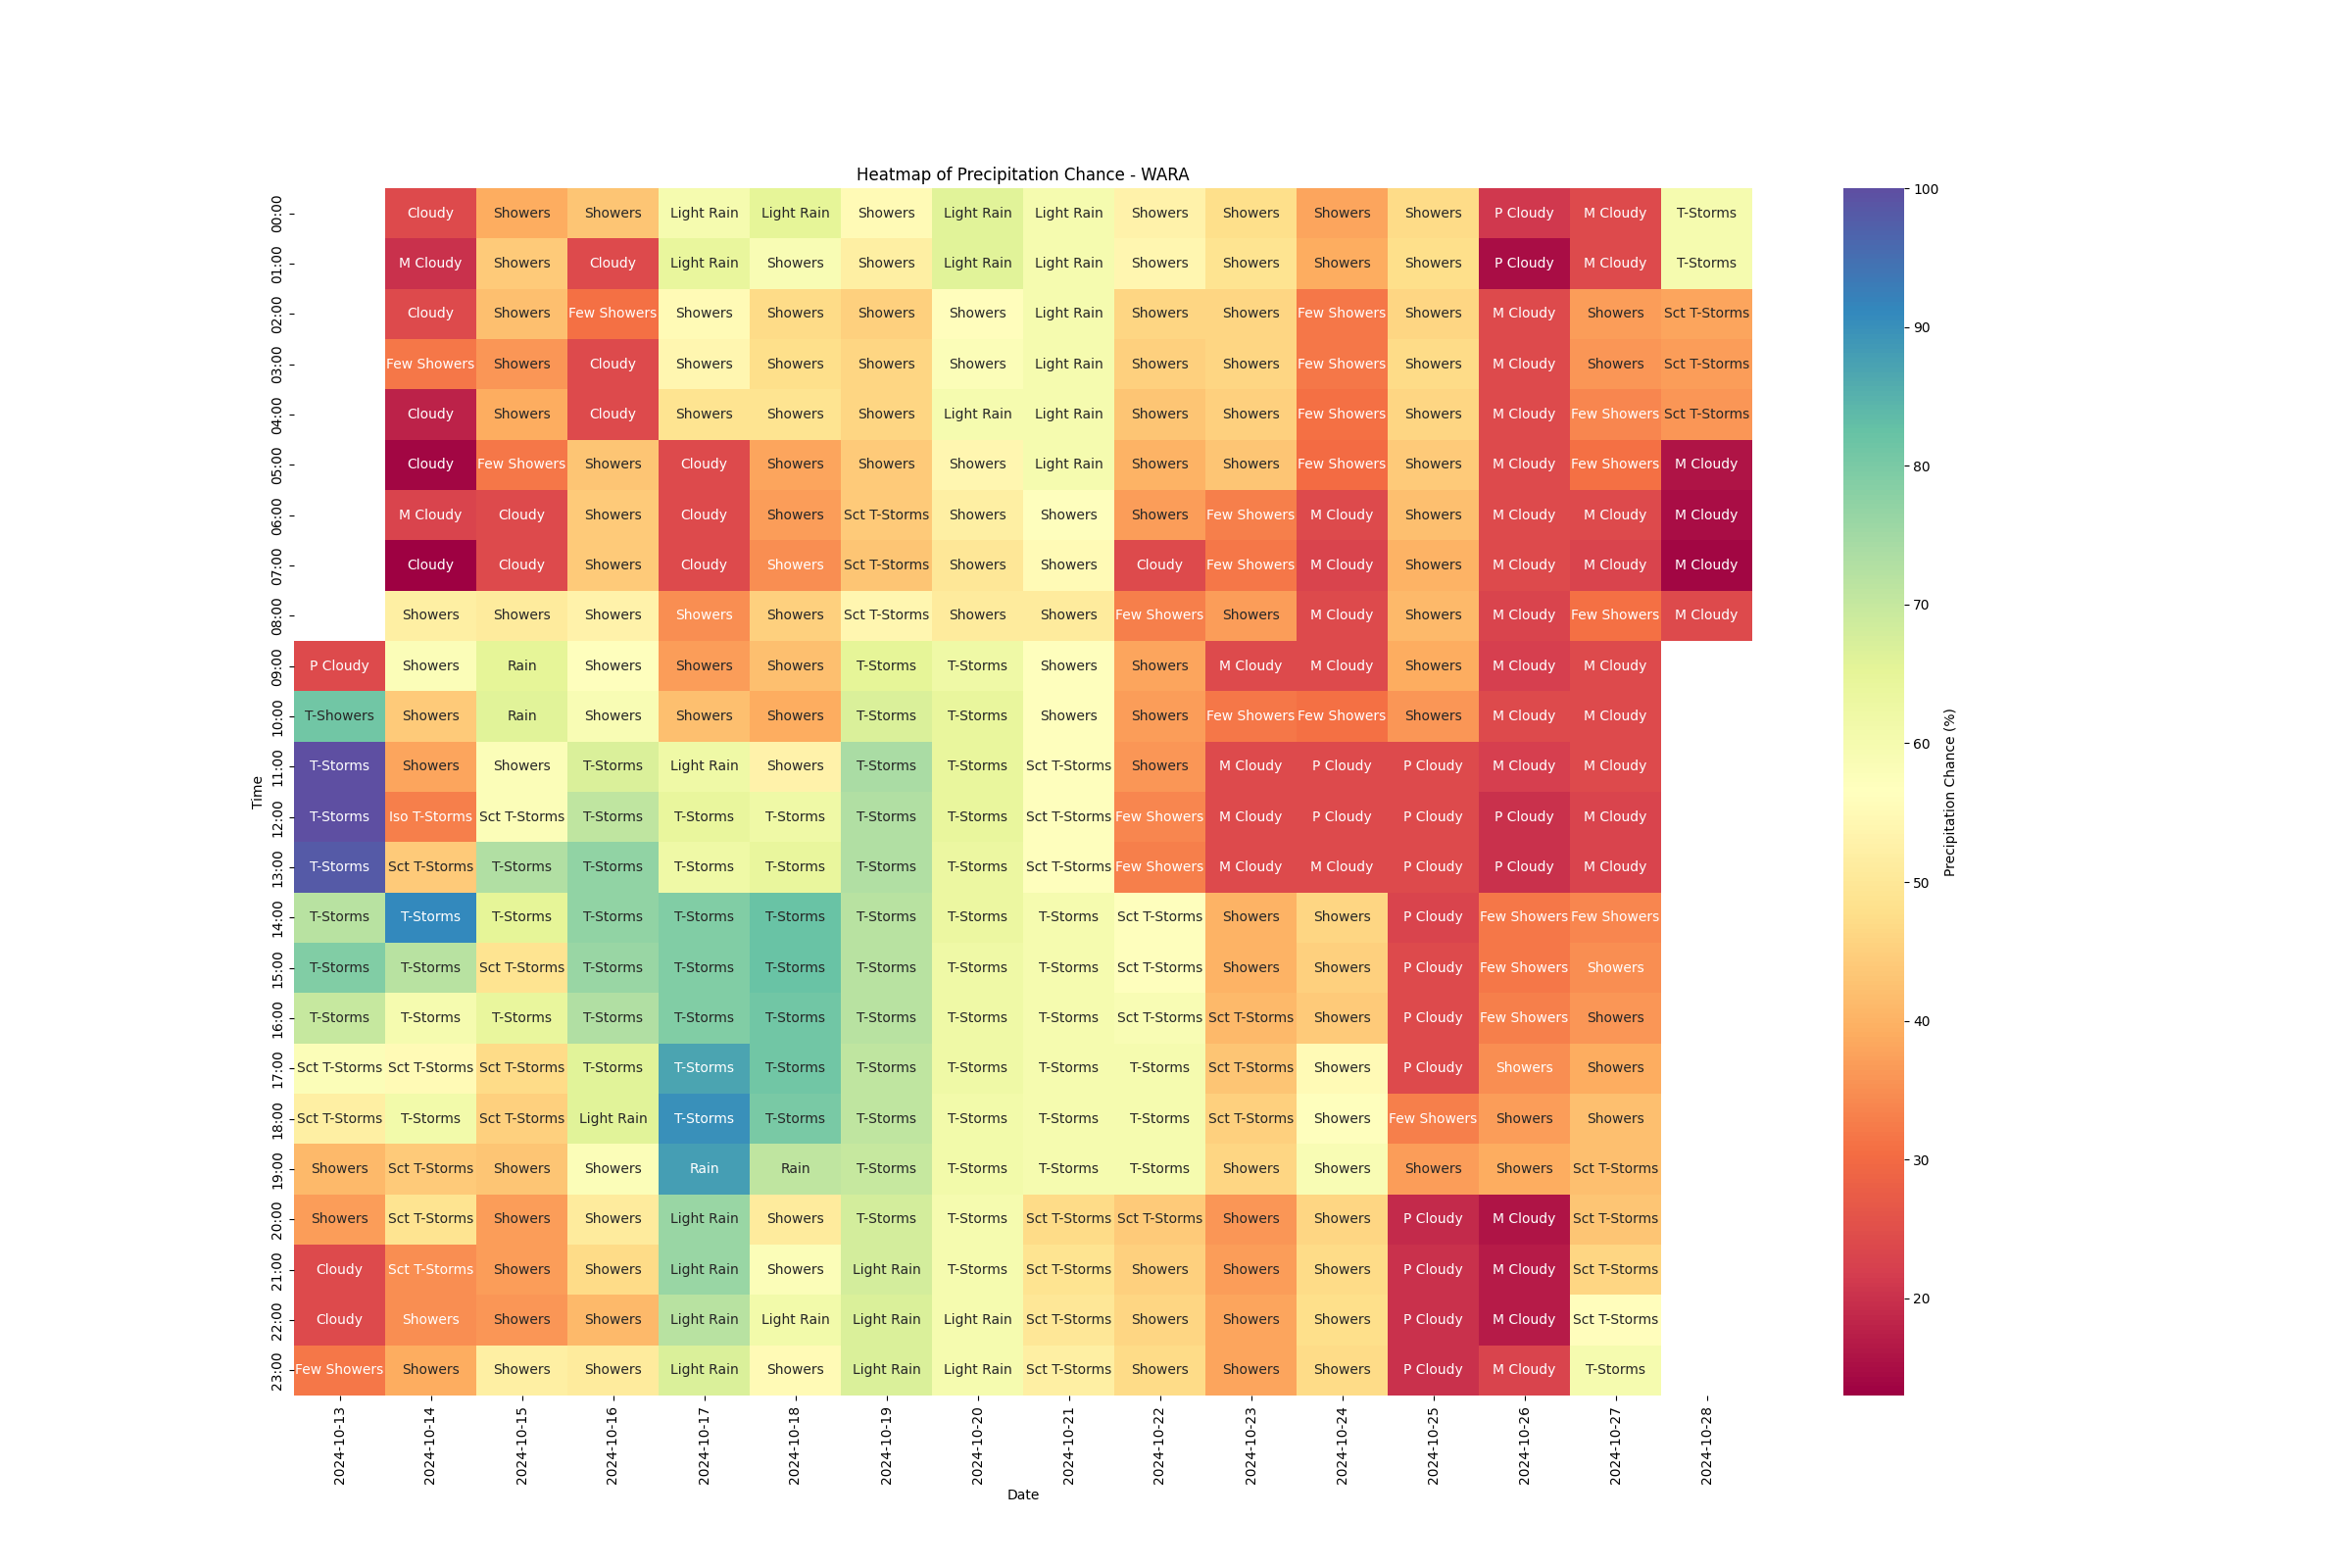 Heatmap of Precipitation Chance - WARA
00:00 Cloudy Showers Showers Light Rain Light Rain Showers Light Rain Light Rain Showers Showers Showers Showers P Cloudy M Cloudy T-Storms
01:00 M Cloudy Showers Cloudy Light Rain Showers Showers Light Rain Light Rain Showers Showers Showers Showers P Cloudy M Cloudy T-Storms
02:00 Cloudy Showers Few Showers Showers Showers Showers Showers Light Rain Showers Showers Few Showers Showers M Cloudy Showers Sct T-Storms
03:00 Few Showers Showers Cloudy Showers Showers Showers Showers Light Rain Showers Showers Few Showers Showers M Cloudy Showers Sct T-Storms
04:00 Cloudy Showers Cloudy Showers Showers Showers Light Rain Light Rain Showers Showers Few Showers Showers M Cloudy Few Showers Sct T-Storms
05:00 Cloudy Few Showers Showers Cloudy Showers Showers Showers Light Rain Showers Showers Few Showers Showers M Cloudy Few Showers M Cloudy
06:00 M Cloudy Cloudy Showers Cloudy Showers Sct T-Storms Showers Showers Showers Few Showers M Cloudy Showers M Cloudy M Cloudy M Cloudy
07:00 Cloudy Cloudy Showers Cloudy Showers Sct T-Storms Showers Showers Cloudy Few Showers M Cloudy Showers M Cloudy M Cloudy M Cloudy
08:00 Showers Showers Showers Showers Showers Sct T-Storms Showers Showers Few Showers Showers M Cloudy Showers M Cloudy Few Showers M Cloudy
09:00 P Cloudy Showers Rain Showers Showers Showers T-Storms T-Storms Showers Showers M Cloudy M Cloudy Showers M Cloudy M Cloudy
10:00 T-Showers Showers Rain Showers Showers Showers T-Storms T-Storms Showers Showers Few Showers Few Showers Showers M Cloudy M Cloudy
11:00 T-Storms Showers Showers T-Storms Light Rain Showers T-Storms T-Storms Sct T-Storms Showers M Cloudy P Cloudy P Cloudy M Cloudy M Cloudy
12:00 T-Storms Iso T-Storms Sct T-Storms T-Storms T-Storms T-Storms T-Storms T-Storms Sct T-Storms Few Showers M Cloudy P Cloudy P Cloudy P Cloudy M Cloudy
13:00 T-Storms Sct T-Storms T-Storms T-Storms T-Storms T-Storms T-Storms T-Storms Sct T-Storms Few Showers M Cloudy M Cloudy P Cloudy P Cloudy M Cloudy
14:00 T-Storms T-Storms T-Storms T-Storms T-Storms T-Storms T-Storms T-Storms T-Storms Sct T-Storms Showers Showers P Cloudy Few Showers Few Showers
15:00 T-Storms T-Storms Sct T-Storms T-Storms T-Storms T-Storms T-Storms T-Storms T-Storms Sct T-Storms Showers Showers P Cloudy Few Showers Showers
16:00 T-Storms T-Storms T-Storms T-Storms T-Storms T-Storms T-Storms T-Storms T-Storms Sct T-Storms Sct T-Storms Showers P Cloudy Few Showers Showers
17:00 Sct T-Storms Sct T-Storms Sct T-Storms T-Storms T-Storms T-Storms T-Storms T-Storms T-Storms T-Storms Sct T-Storms Showers P Cloudy Showers Showers
18:00 Sct T-Storms T-Storms Sct T-Storms Light Rain T-Storms T-Storms T-Storms T-Storms T-Storms T-Storms Sct T-Storms Showers Few Showers Showers Showers
19:00 Showers Sct T-Storms Showers Showers Rain Rain T-Storms T-Storms T-Storms T-Storms Showers Showers Showers Showers Sct T-Storms
20:00 Showers Sct T-Storms Showers Showers Light Rain Showers T-Storms T-Storms Sct T-Storms Sct T-Storms Showers Showers P Cloudy M Cloudy Sct T-Storms
21:00 Cloudy Sct T-Storms Showers Showers Light Rain Showers Light Rain T-Storms Sct T-Storms Showers Showers Showers P Cloudy M Cloudy Sct T-Storms
22:00 Cloudy Showers Showers Showers Light Rain Light Rain Light Rain Light Rain Sct T-Storms Showers Showers Showers P Cloudy M Cloudy Sct T-Storms
23:00 Few Showers Showers Showers Showers Light Rain Showers Light Rain Light Rain Sct T-Storms Showers Showers Showers P Cloudy M Cloudy T-Storms
2024-10-13 2024-10-14 2024-10-15 2024-10-16 2024-10-17 2024-10-18 2024-10-19 2024-10-20 2024-10-21 2024-10-22 2024-10-23 2024-10-24 2024-10-25 2024-10-26 2024-10-27 2024-10-28
Date
Time
100
90
80
70
60
50
40
30
20
Precipitation Chance (%)